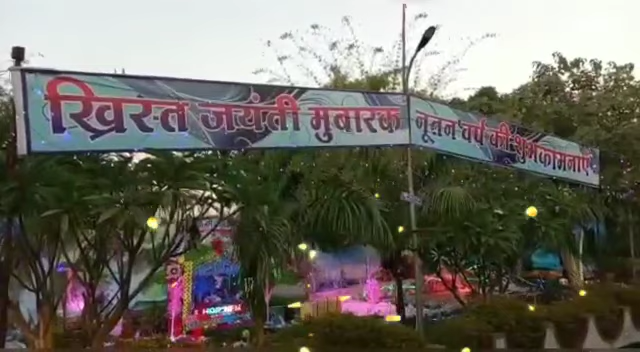 ख्रिस्त जयंती मुबारक
नूतन वर्ष की शुभकामनाएं